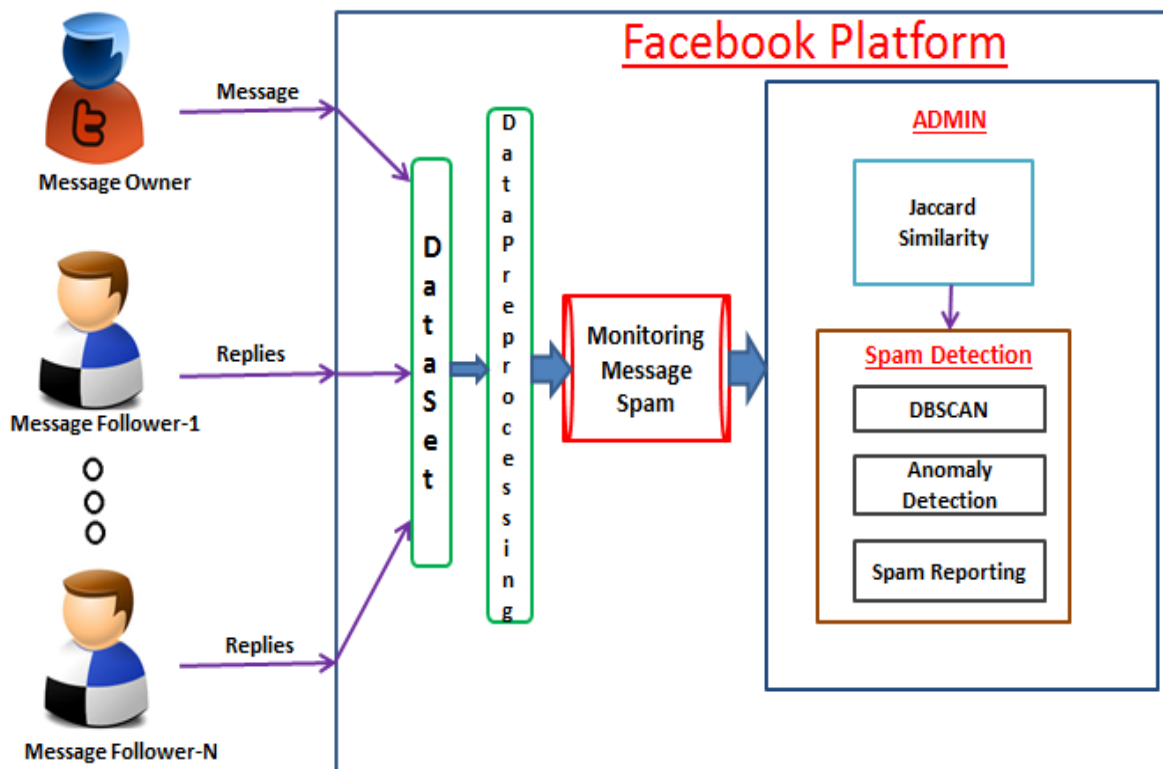 Facebook Platform
Message
Message Owner
Replies
Message Follower-1
Replies
Message Follower-N
DataSet
DataPreprocessing
Monitoring
Message
Spam
ADMIN
Jaccard
Similarity
Spam Detection
DBSCAN
Anomaly
Detection
Spam Reporting